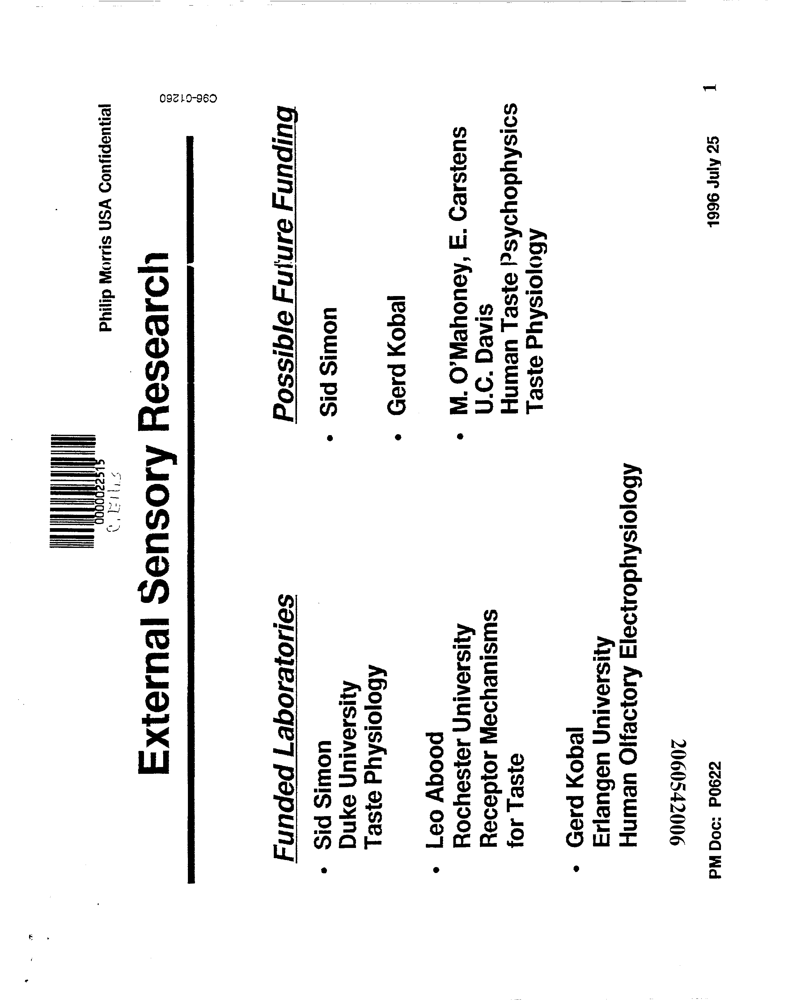 Philip Morris USA Confidential
C96-01260
0000022515
External Sensory Research
Funded Laboratories
• Sid Simon
Duke University
Taste Physiology
• Leo Abood
Rochester University
Receptor Mechanisms
for Taste
• Gerd Kobal
Erlangen University
Human Olfactory Electrophysiology
Possible Future Funding
• Sid Simon
• Gerd Kobal
• M. O'Mahoney, E. Carstens
U.C. Davis
Human Taste Psychophysics
Taste Physiology
2060542006
PM Doc: P0622
1996 July 25
1